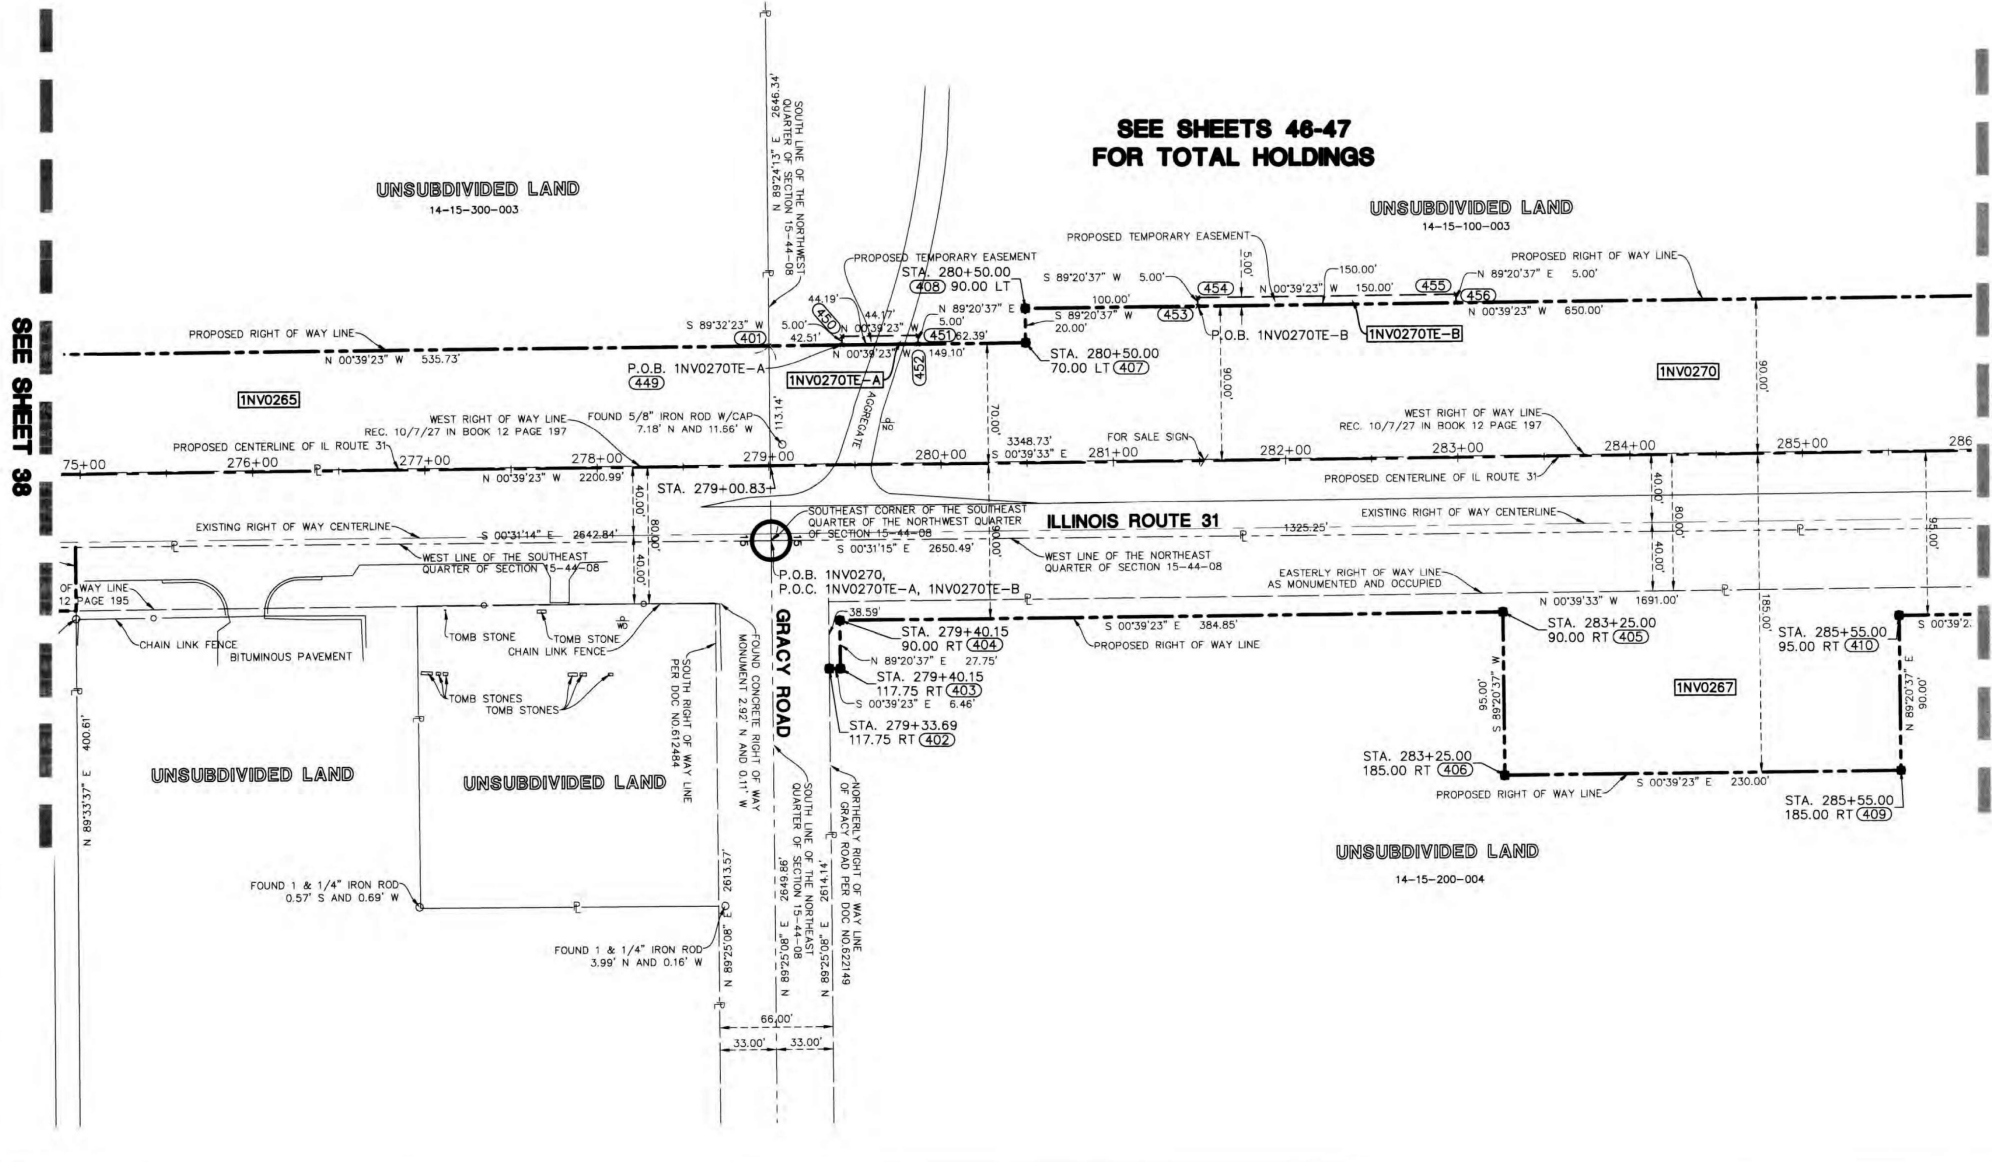 SEE SHEET 38
SEE SHEETS 46-47
FOR TOTAL HOLDINGS
UNSUBDIVIDED LAND
14-15-300-003
N 89°24'13" E 2646.34'
SOUTH LINE OF THE NORTHWEST
QUARTER OF SECTION 15-44-08
UNSUBDIVIDED LAND
14-15-100-003
PROPOSED TEMPORARY EASEMENT
STA. 280+50.00
408 90.00 LT
PROPOSED TEMPORARY EASEMENT
S 89°20'37" W 5.00'
454
5.00'
N 00°39'23" W 150.00'
150.00'
455
N 89°20'37" E 5.00'
456
PROPOSED RIGHT OF WAY LINE
N 00°39'23" W 650.00'
100.00'
S 89°20'37" W
20.00'
453
P.O.B. 1NV0270TE-B
1NV0270TE-B
PROPOSED RIGHT OF WAY LINE
N 00°39'23" W 535.73'
S 89°32'23" W 5.00'
401
42.51'
44.19'
450
44.17'
N 00°39'23" W
N 89°20'37" E
5.00'
451
62.39'
N 00°39'23" W 149.10'
452
P.O.B. 1NV0270TE-A
449
1NV0270TE-A
STA. 280+50.00
70.00 LT 407
1NV0265
1NV0270
90.00'
90.00'
70.00'
113.14'
AGGREGATE
WEST RIGHT OF WAY LINE
REC. 10/7/27 IN BOOK 12 PAGE 197
FOUND 5/8" IRON ROD W/CAP
7.18' N AND 11.56' W
PROPOSED CENTERLINE OF IL ROUTE 31
75+00
276+00
277+00
278+00
279+00
280+00
281+00
282+00
283+00
284+00
285+00
286
3348.73'
S 00°39'33" E
FOR SALE SIGN
WEST RIGHT OF WAY LINE
REC. 10/7/27 IN BOOK 12 PAGE 197
PROPOSED CENTERLINE OF IL ROUTE 31
N 00°39'23" W 2200.99'
STA. 279+00.83
40.00'
80.00'
40.00'
EXISTING RIGHT OF WAY CENTERLINE
S 00°31'14" E 2642.84'
WEST LINE OF THE SOUTHEAST
QUARTER OF SECTION 15-44-08
15
15
SOUTHEAST CORNER OF THE SOUTHEAST
QUARTER OF THE NORTHWEST QUARTER
OF SECTION 15-44-08
S 00°31'15" E 2650.49'
90.00'
ILLINOIS ROUTE 31
1325.25'
EXISTING RIGHT OF WAY CENTERLINE
WEST LINE OF THE NORTHEAST
QUARTER OF SECTION 15-44-08
40.00'
80.00'
40.00'
95.00'
P.O.B. 1NV0270,
P.O.C. 1NV0270TE-A, 1NV0270TE-B
EASTERLY RIGHT OF WAY LINE
AS MONUMENTED AND OCCUPIED
N 00°39'33" W 1691.00'
185.00'
OF WAY LINE
12 PAGE 195
CHAIN LINK FENCE
BITUMINOUS PAVEMENT
TOMB STONE
TOMB STONE
CHAIN LINK FENCE
TOMB STONES
TOMB STONES
38.59'
STA. 279+40.15
90.00 RT 404
N 89°20'37" E 27.75'
STA. 279+40.15
117.75 RT 403
S 00°39'23" E 6.46'
STA. 279+33.69
117.75 RT 402
S 00°39'23" E 384.85'
PROPOSED RIGHT OF WAY LINE
STA. 283+25.00
90.00 RT 405
STA. 285+55.00
95.00 RT 410
S 00°39'2
S 89°20'37" W
95.00'
1NV0267
N 89°20'37" E
90.00'
STA. 283+25.00
185.00 RT 406
S 00°39'23" E 230.00'
PROPOSED RIGHT OF WAY LINE
STA. 285+55.00
185.00 RT 409
GRACY ROAD
FOUND CONCRETE RIGHT OF WAY
MONUMENT 2.92' N AND 0.11' W
SOUTH RIGHT OF WAY LINE
PER DOC NO.612484
N 89°33'37" E 400.61'
UNSUBDIVIDED LAND
UNSUBDIVIDED LAND
UNSUBDIVIDED LAND
14-15-200-004
FOUND 1 & 1/4" IRON ROD
0.57' S AND 0.69' W
FOUND 1 & 1/4" IRON ROD
3.99' N AND 0.16' W
N 89°25'08" E 2613.57'
N 89°25'08" E 2649.86'
SOUTH LINE OF THE NORTHEAST
QUARTER OF SECTION 15-44-08
N 89°25'08" E 2614.14'
NORTHERLY RIGHT OF WAY LINE
OF GRACY ROAD PER DOC NO.622149
66.00'
33.00'
33.00'